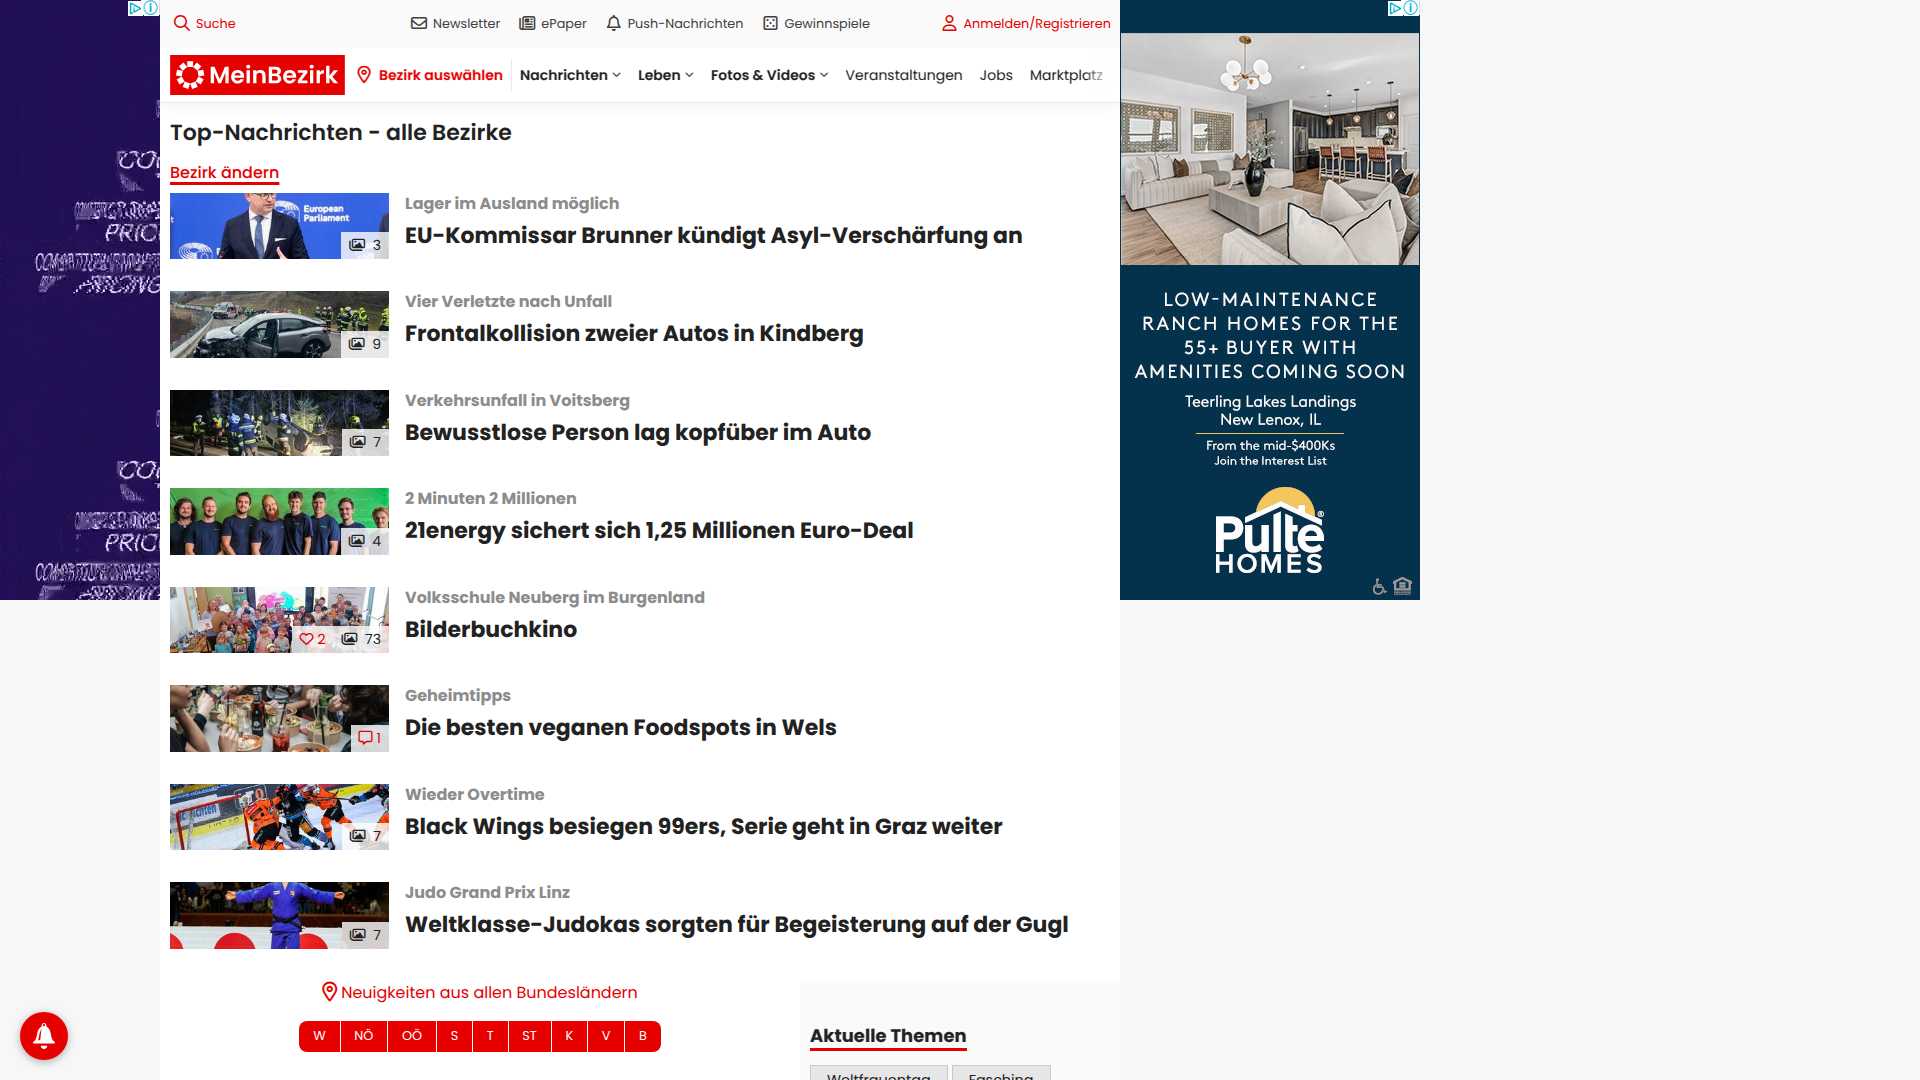 Suche
Newsletter
ePaper
Push-Nachrichten
Gewinnspiele
Anmelden/Registrieren
MeinBezirk
Bezirk auswählen
Nachrichten
Leben
Fotos & Videos
Veranstaltungen
Jobs
Marktplatz
Top-Nachrichten - alle Bezirke
Bezirk ändern
European
Parliament
3
Lager im Ausland möglich
EU-Kommissar Brunner kündigt Asyl-Verschärfung an
9
Vier Verletzte nach Unfall
Frontalkollision zweier Autos in Kindberg
7
Verkehrsunfall in Voitsberg
Bewusstlose Person lag kopfüber im Auto
4
2 Minuten 2 Millionen
21energy sichert sich 1,25 Millionen Euro-Deal
2
73
Volksschule Neuberg im Burgenland
Bilderbuchkino
1
Geheimtipps
Die besten veganen Foodspots in Wels
7
Wieder Overtime
Black Wings besiegen 99ers, Serie geht in Graz weiter
7
Judo Grand Prix Linz
Weltklasse-Judokas sorgten für Begeisterung auf der Gugl
Neuigkeiten aus allen Bundesländern
W
NÖ
OÖ
S
T
ST
K
V
B
Aktuelle Themen
Weltfrauentag
Fasching
LOW-MAINTENANCE
RANCH HOMES FOR THE
55+ BUYER WITH
AMENITIES COMING SOON
Teerling Lakes Landings
New Lenox, IL
From the mid-$400Ks
Join the Interest List
Pulte®
HOMES